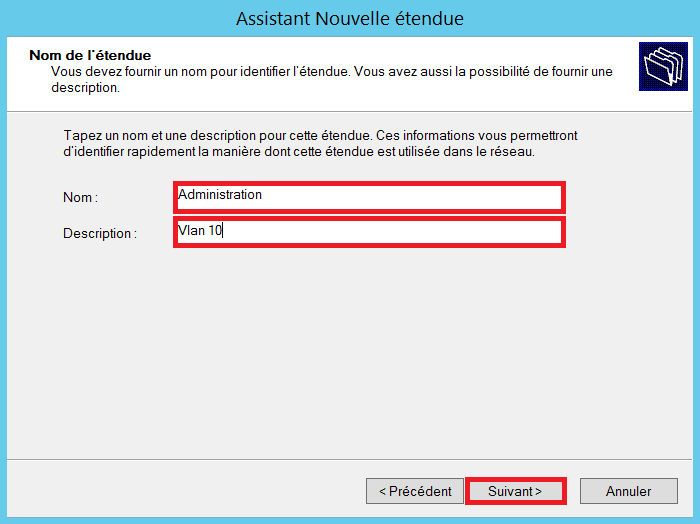 Assistant Nouvelle étendue
Nom de l'étendue
Vous devez fournir un nom pour identifier l'étendue. Vous avez aussi la possibilité de fournir une
description.
Tapez un nom et une description pour cette étendue. Ces informations vous permettront
d'identifier rapidement la manière dont cette étendue est utilisée dans le réseau.
Nom :
Administration
Description :
Vlan 10
< Précédent
Suivant >
Annuler